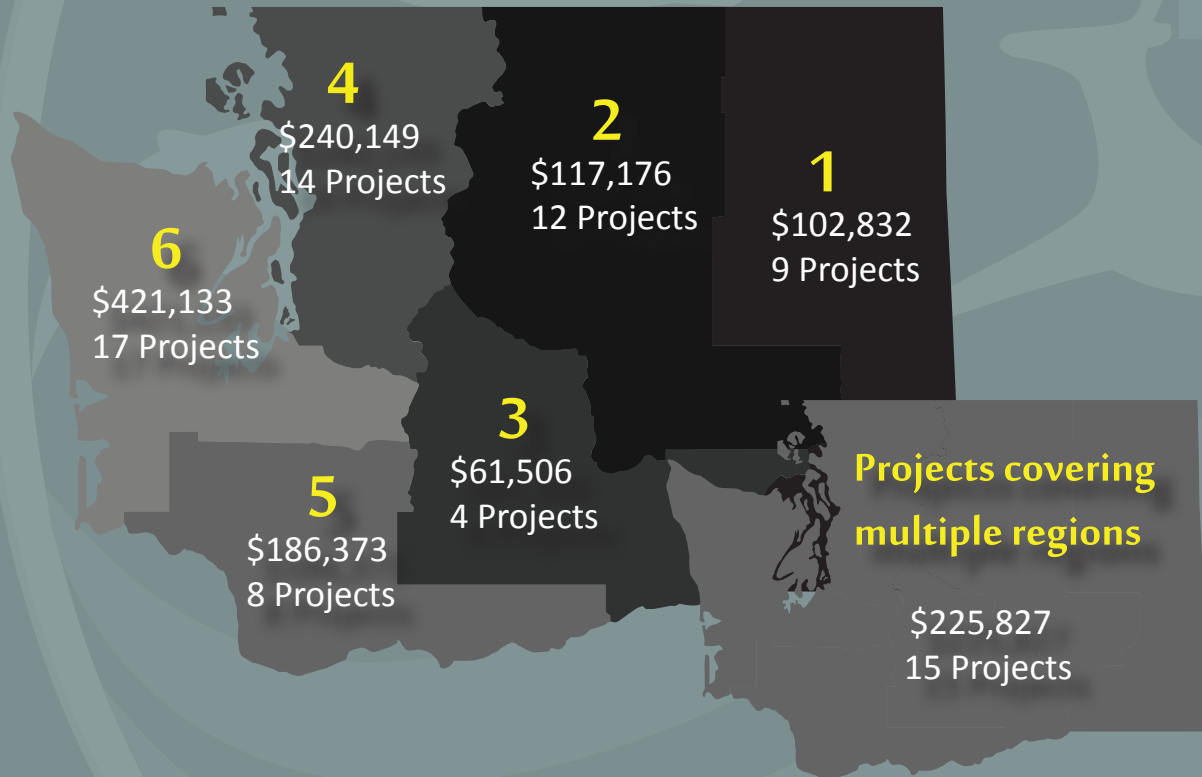 4
$240,149
14 Projects
2
$117,176
12 Projects
1
$102,832
9 Projects
6
$421,133
17 Projects
3
$61,506
4 Projects
5
$186,373
8 Projects
Projects covering
multiple regions
$225,827
15 Projects